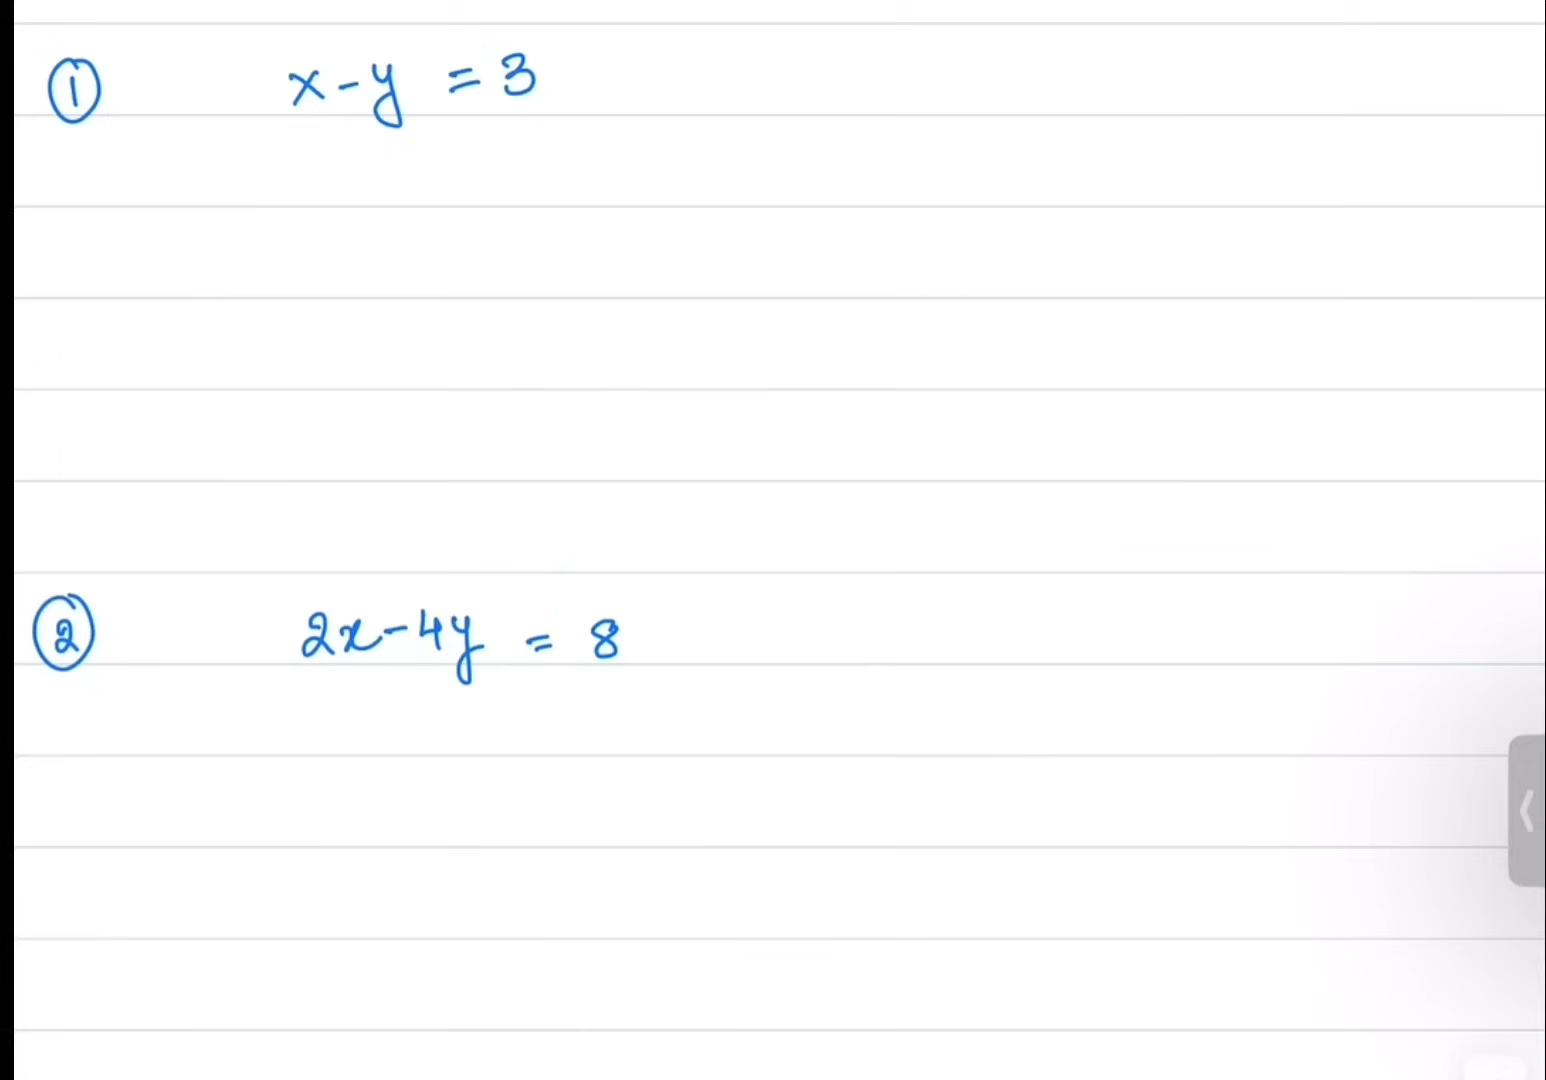 ① x - y = 3
② 2x - 4y = 8